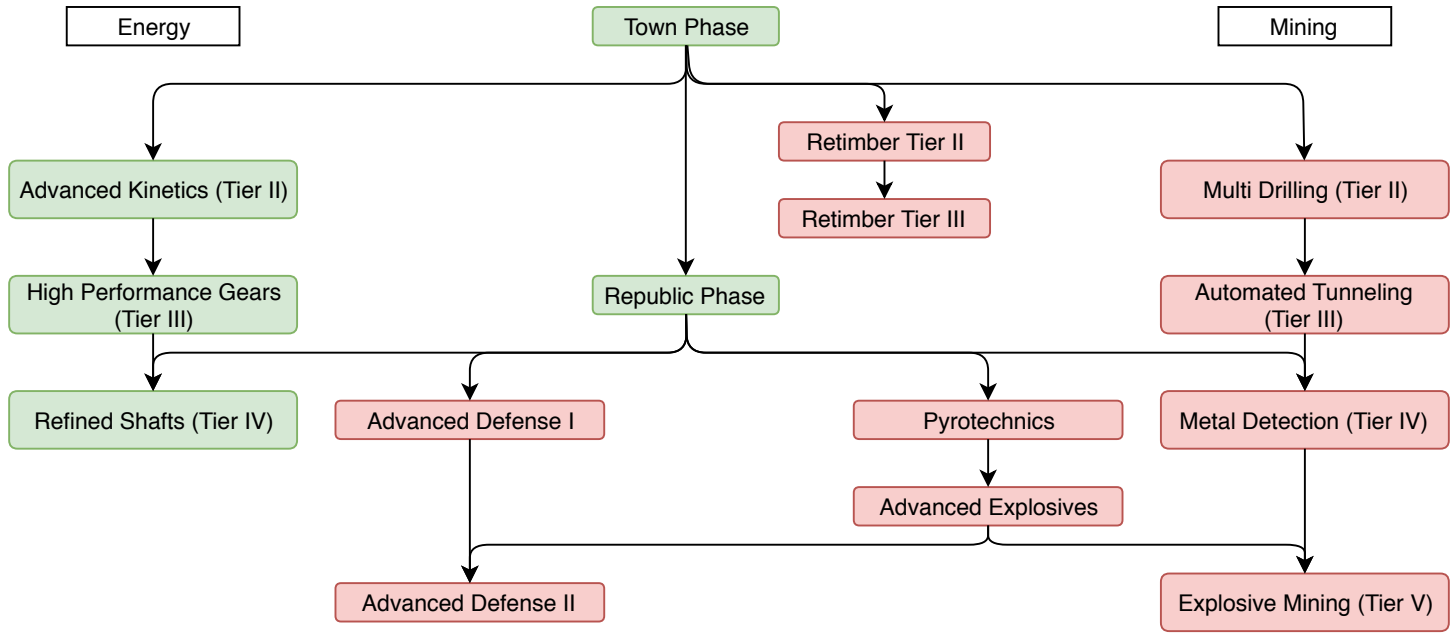 Energy
Town Phase
Mining
Retimber Tier II
Advanced Kinetics (Tier II)
Multi Drilling (Tier II)
Retimber Tier III
High Performance Gears
(Tier III)
Republic Phase
Automated Tunneling
(Tier III)
Refined Shafts (Tier IV)
Advanced Defense I
Pyrotechnics
Metal Detection (Tier IV)
Advanced Explosives
Advanced Defense II
Explosive Mining (Tier V)